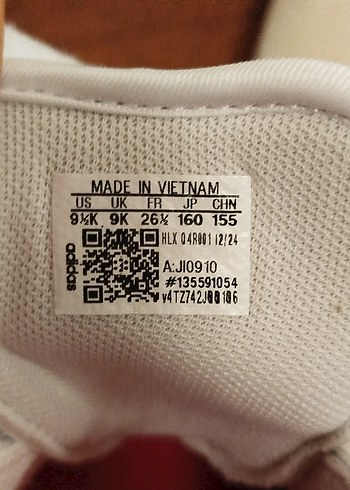 MADE IN VIETNAM
US UK FR JP CHN
9½K 9K 26½ 160 155
HLX Q4R001 12/24
adidas
A:JI0910
#135591054